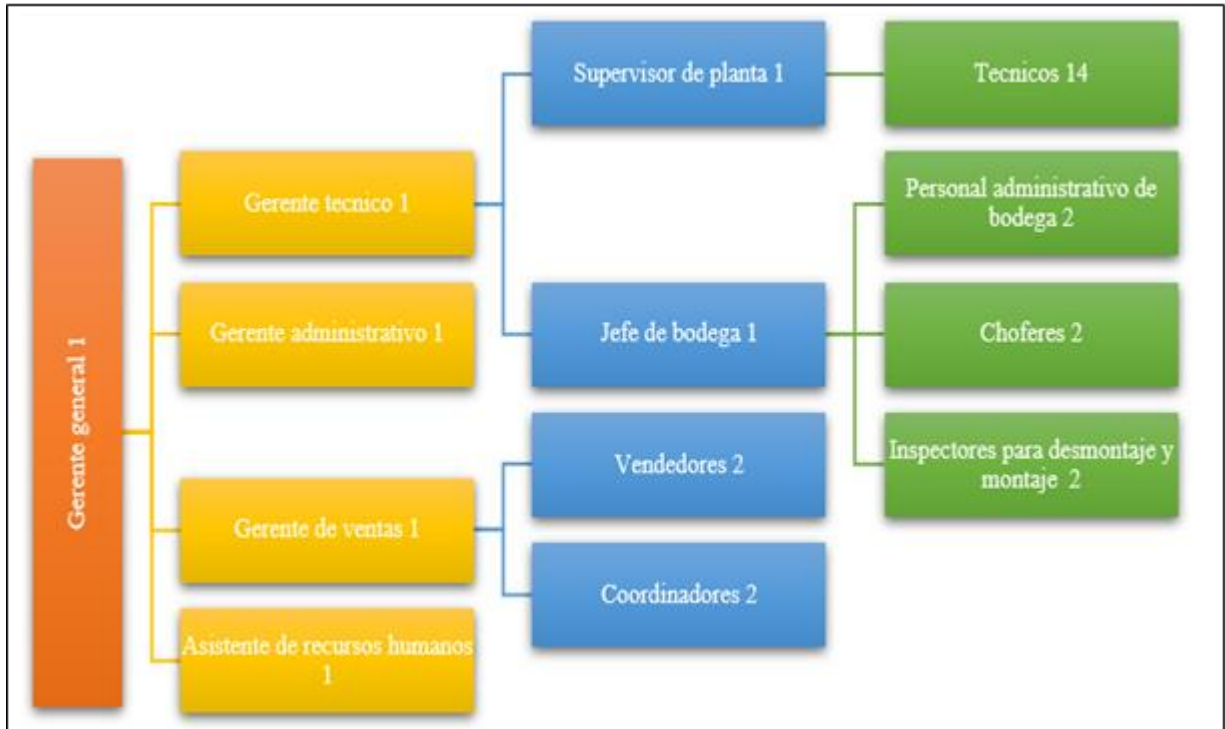 Gerente general 1
Gerente tecnico 1
Gerente administrativo 1
Gerente de ventas 1
Asistente de recursos humanos
1
Supervisor de planta 1
Jefe de bodega 1
Vendedores 2
Coordinadores 2
Tecnicos 14
Personal administrativo de
bodega 2
Choferes 2
Inspectores para desmontaje y
montaje 2